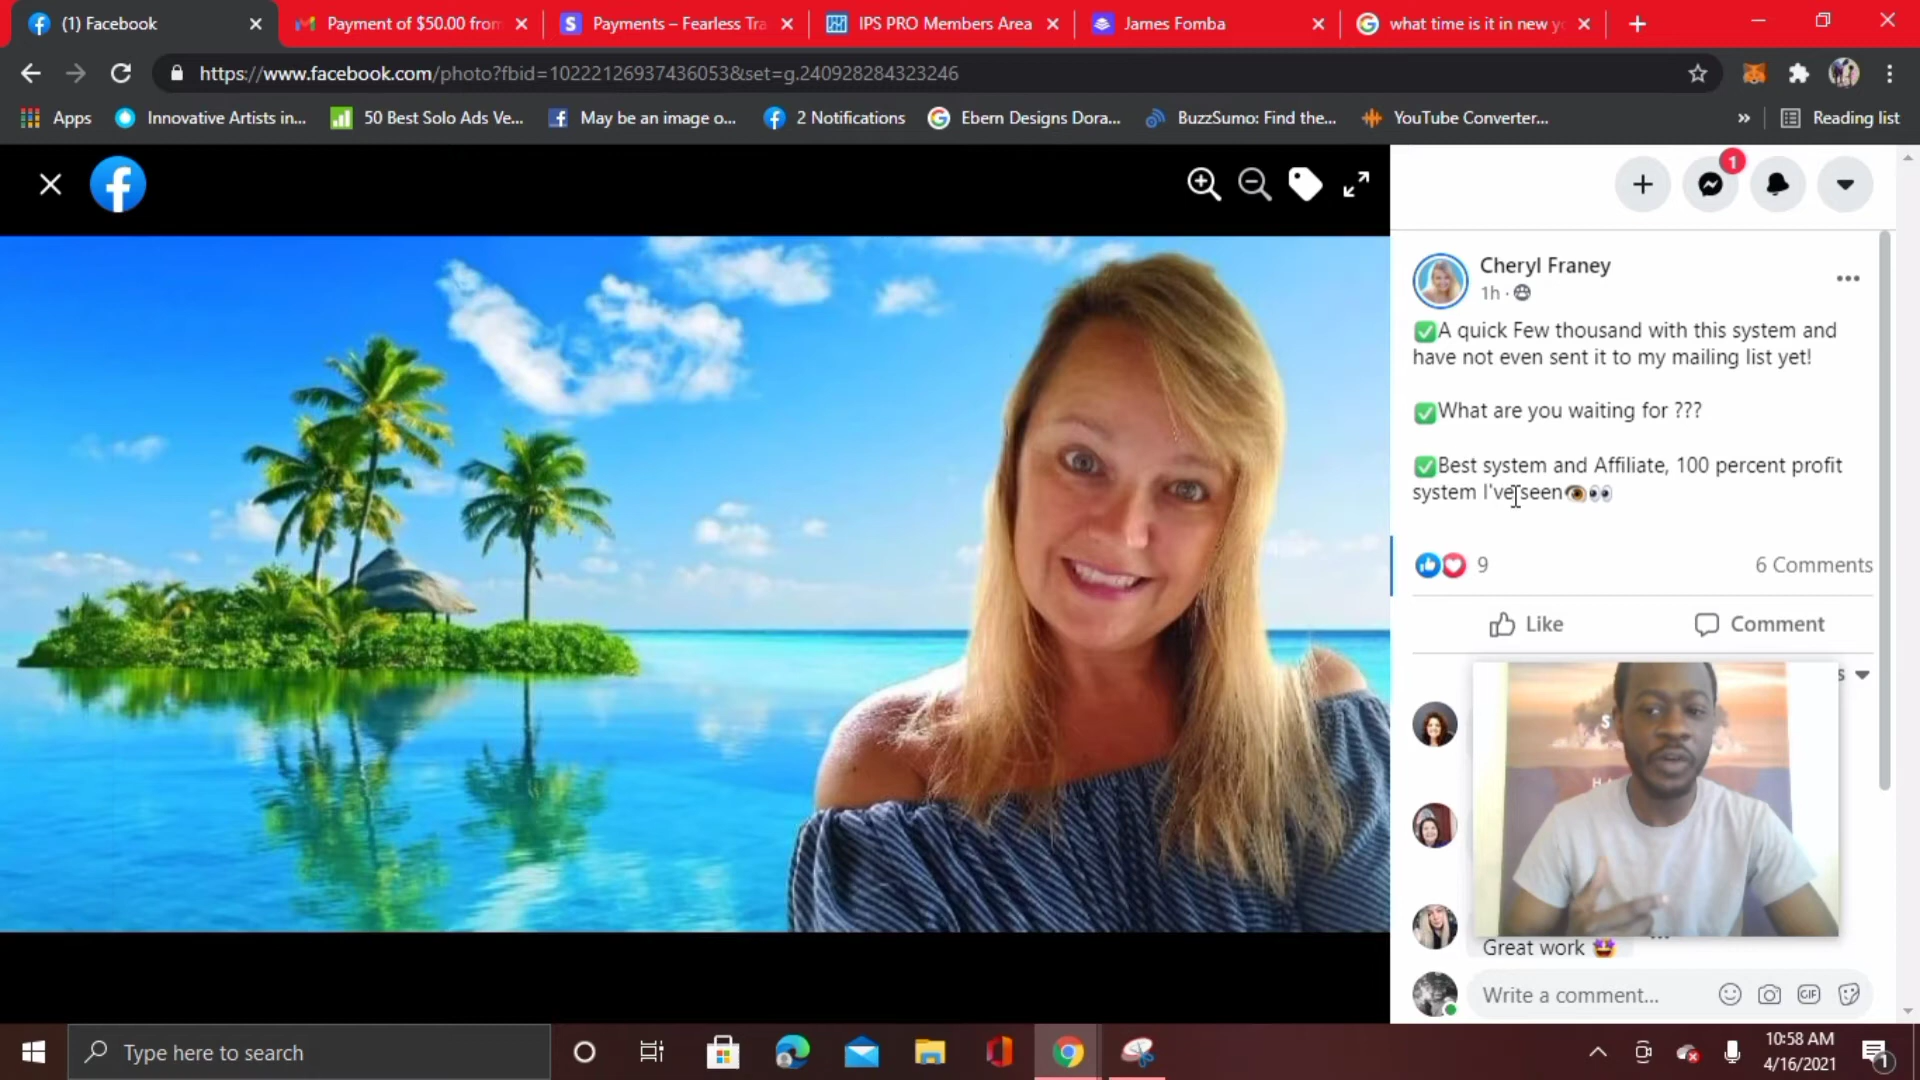 (1) Facebook
Payment of $50.00 from
Payments – Fearless Tra
IPS PRO Members Area
James Fomba
what time is it in new y
https://www.facebook.com/photo?fbid=10222126937436053&set=g.240928284323246
Apps
Innovative Artists in...
50 Best Solo Ads Ve...
May be an image o...
2 Notifications
Ebern Designs Dora...
BuzzSumo: Find the...
YouTube Converter...
»
Reading list
1
Cheryl Franey
1h ·
✅A quick Few thousand with this system and
have not even sent it to my mailing list yet!
✅What are you waiting for ???
✅Best system and Affiliate, 100 percent profit
system I've seen👁️👀
9
6 Comments
Like
Comment
s
Great work 🤩
Write a comment...
GIF
Type here to search
10:58 AM
4/16/2021
1